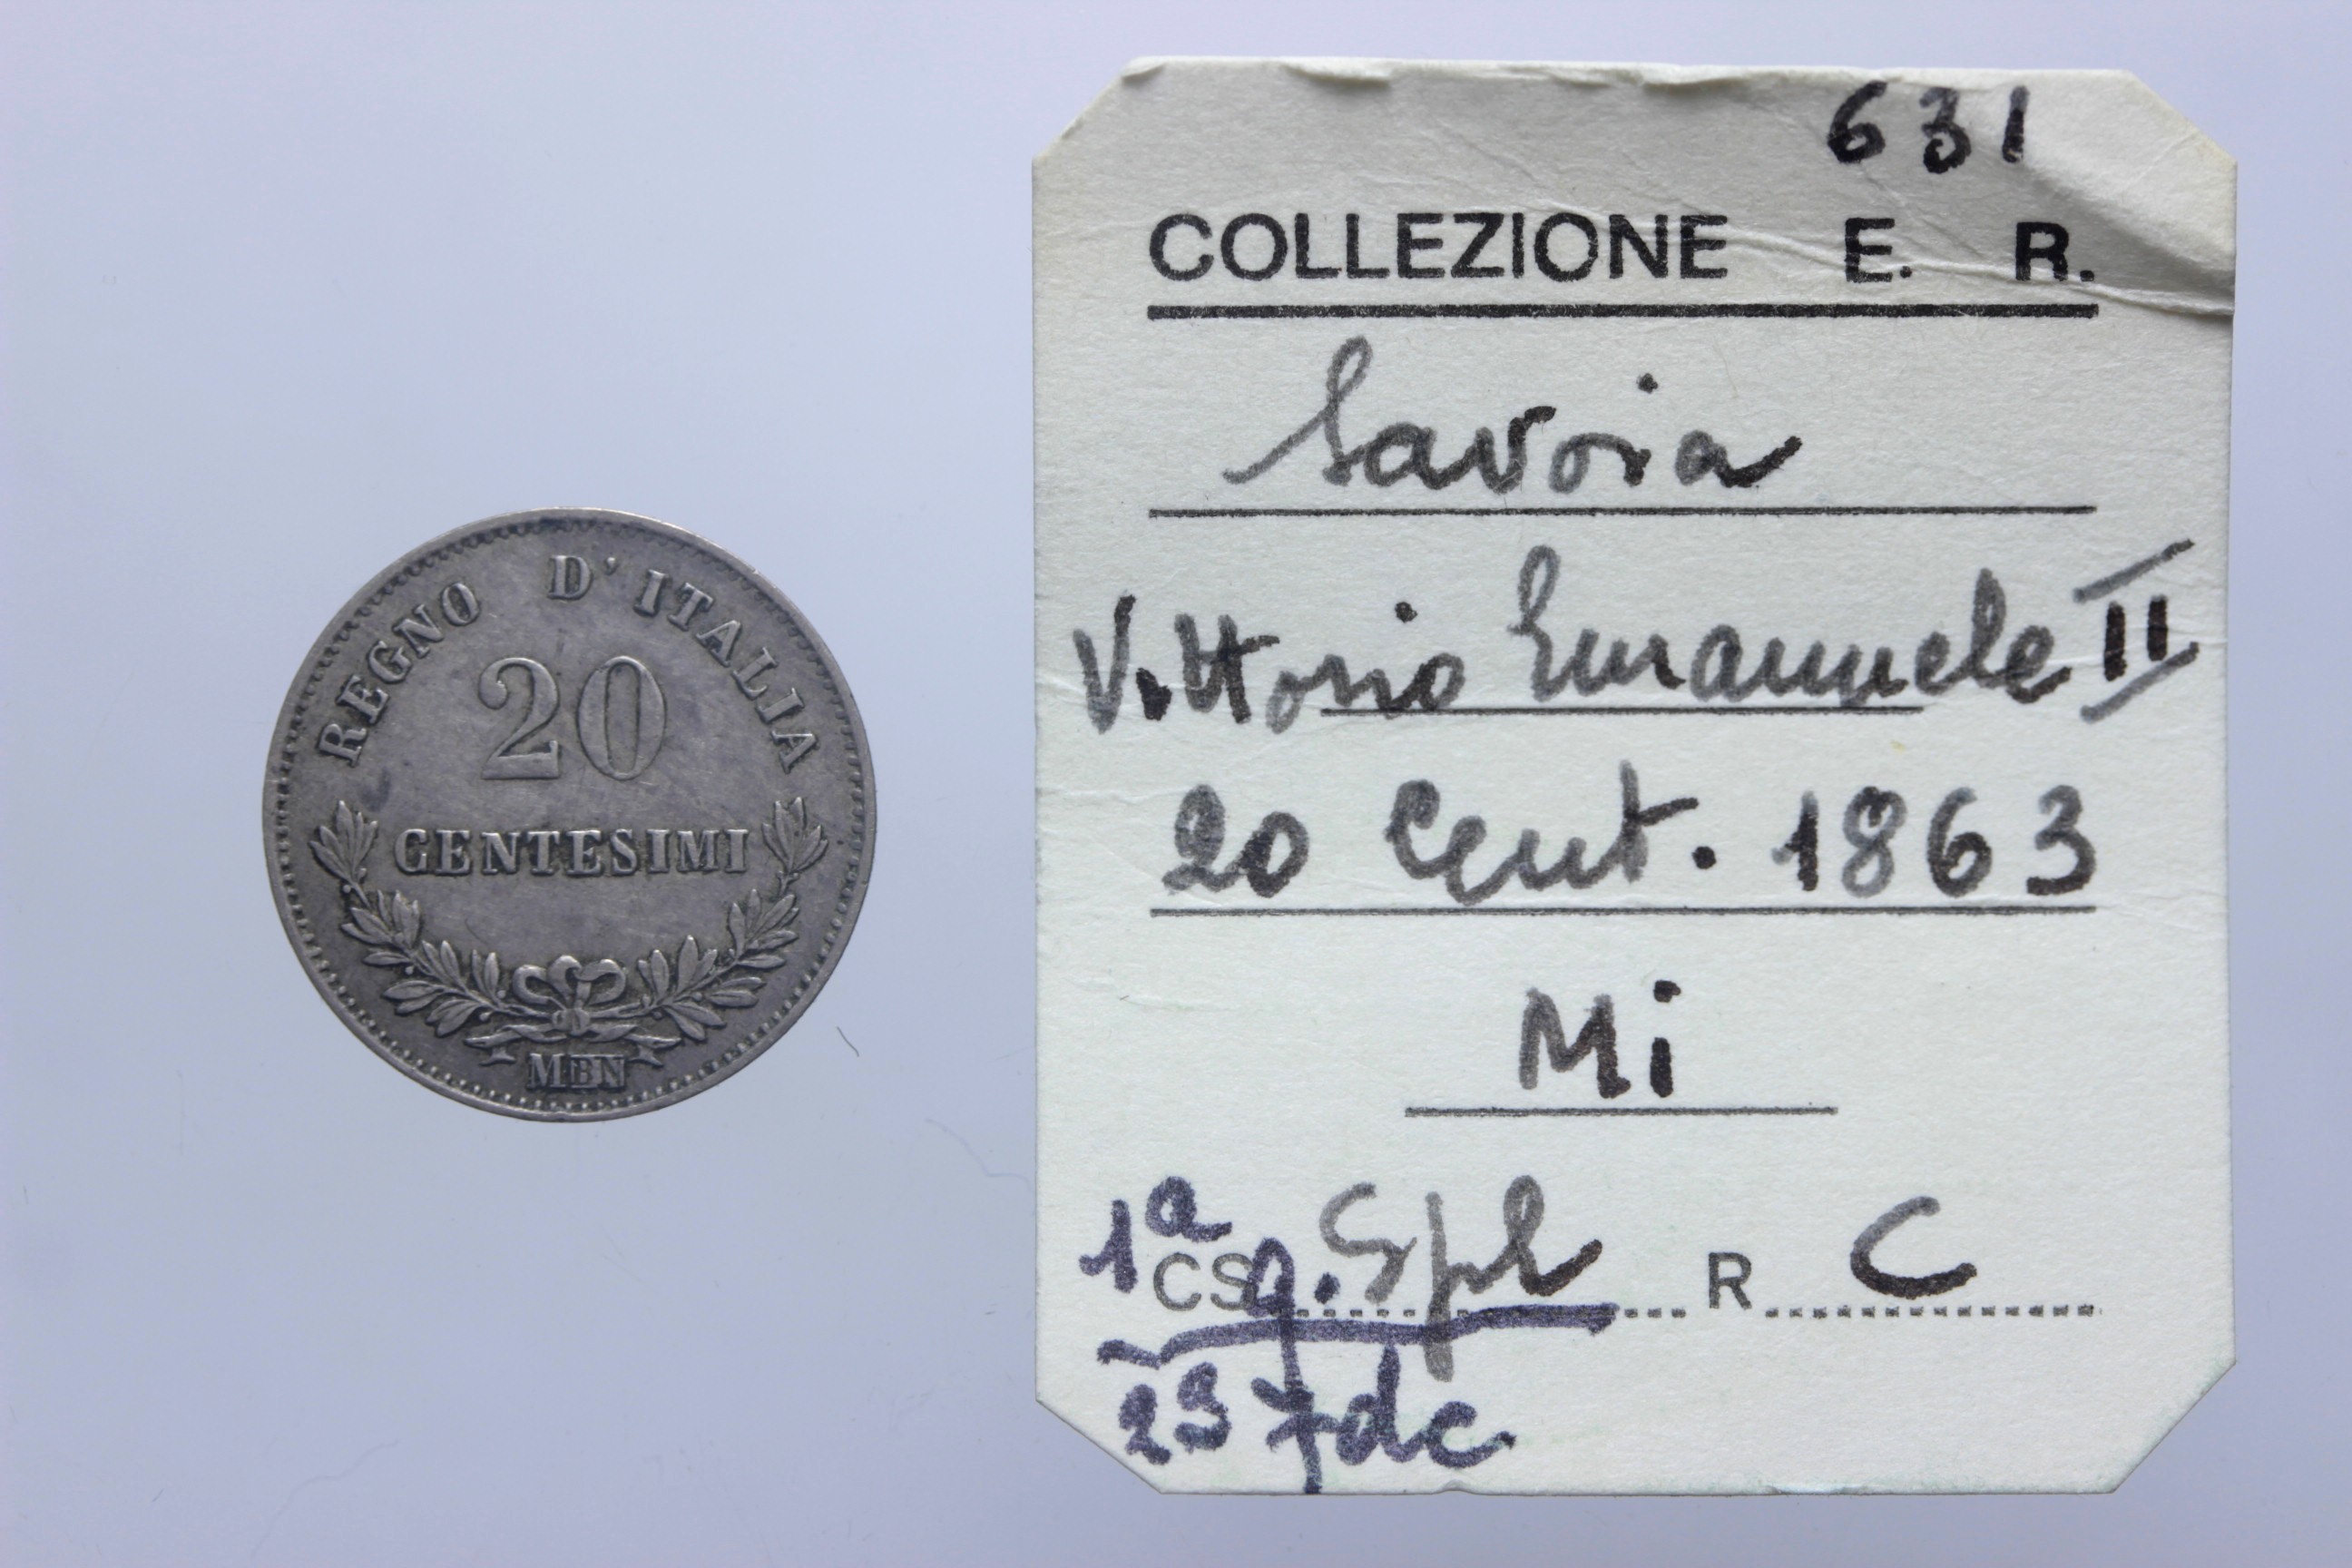 REGNO D'ITALIA
20
CENTESIMI
MBN
631
COLLEZIONE E. R.
Savoia
Vittorio Emanuele II
20 Cent. 1863
Mi
1a CS q. Spl R C
fdc